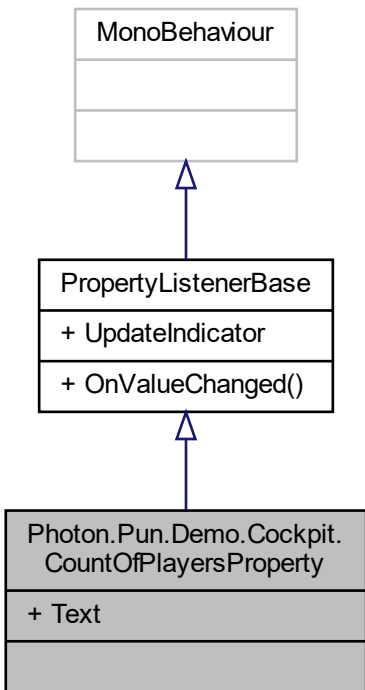 MonoBehaviour
PropertyListenerBase
+ UpdateIndicator
+ OnValueChanged()
Photon.Pun.Demo.Cockpit.
CountOfPlayersProperty
+ Text